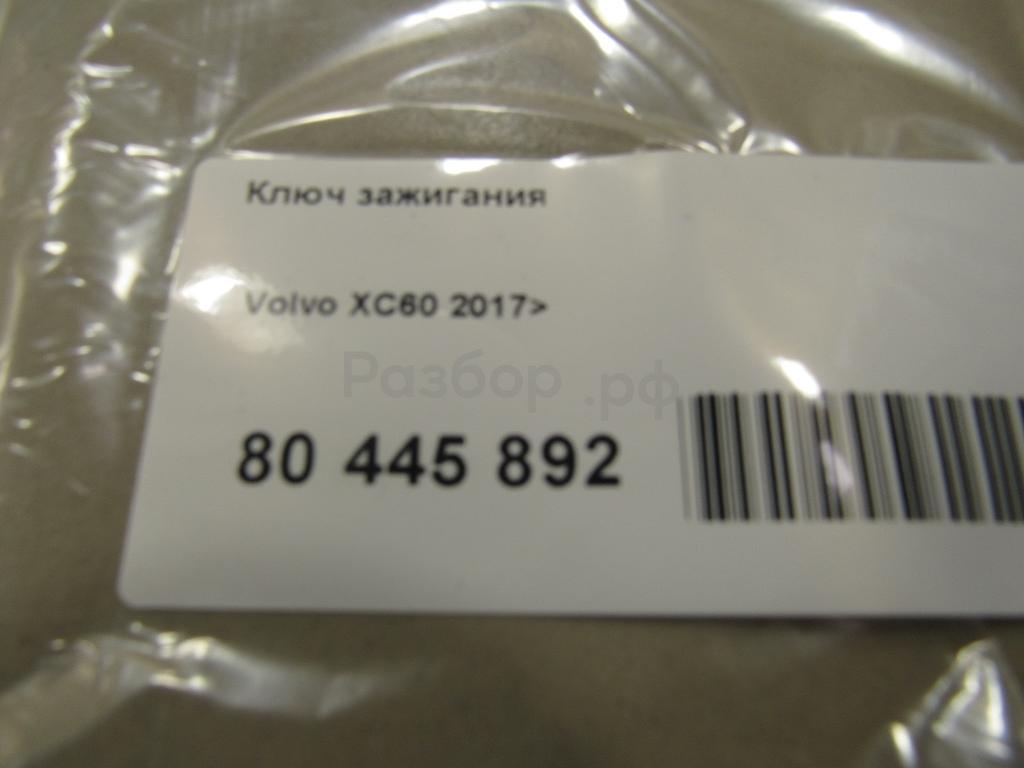 Ключ зажигания
Volvo XC60 2017>
Разбор.рф
80 445 892